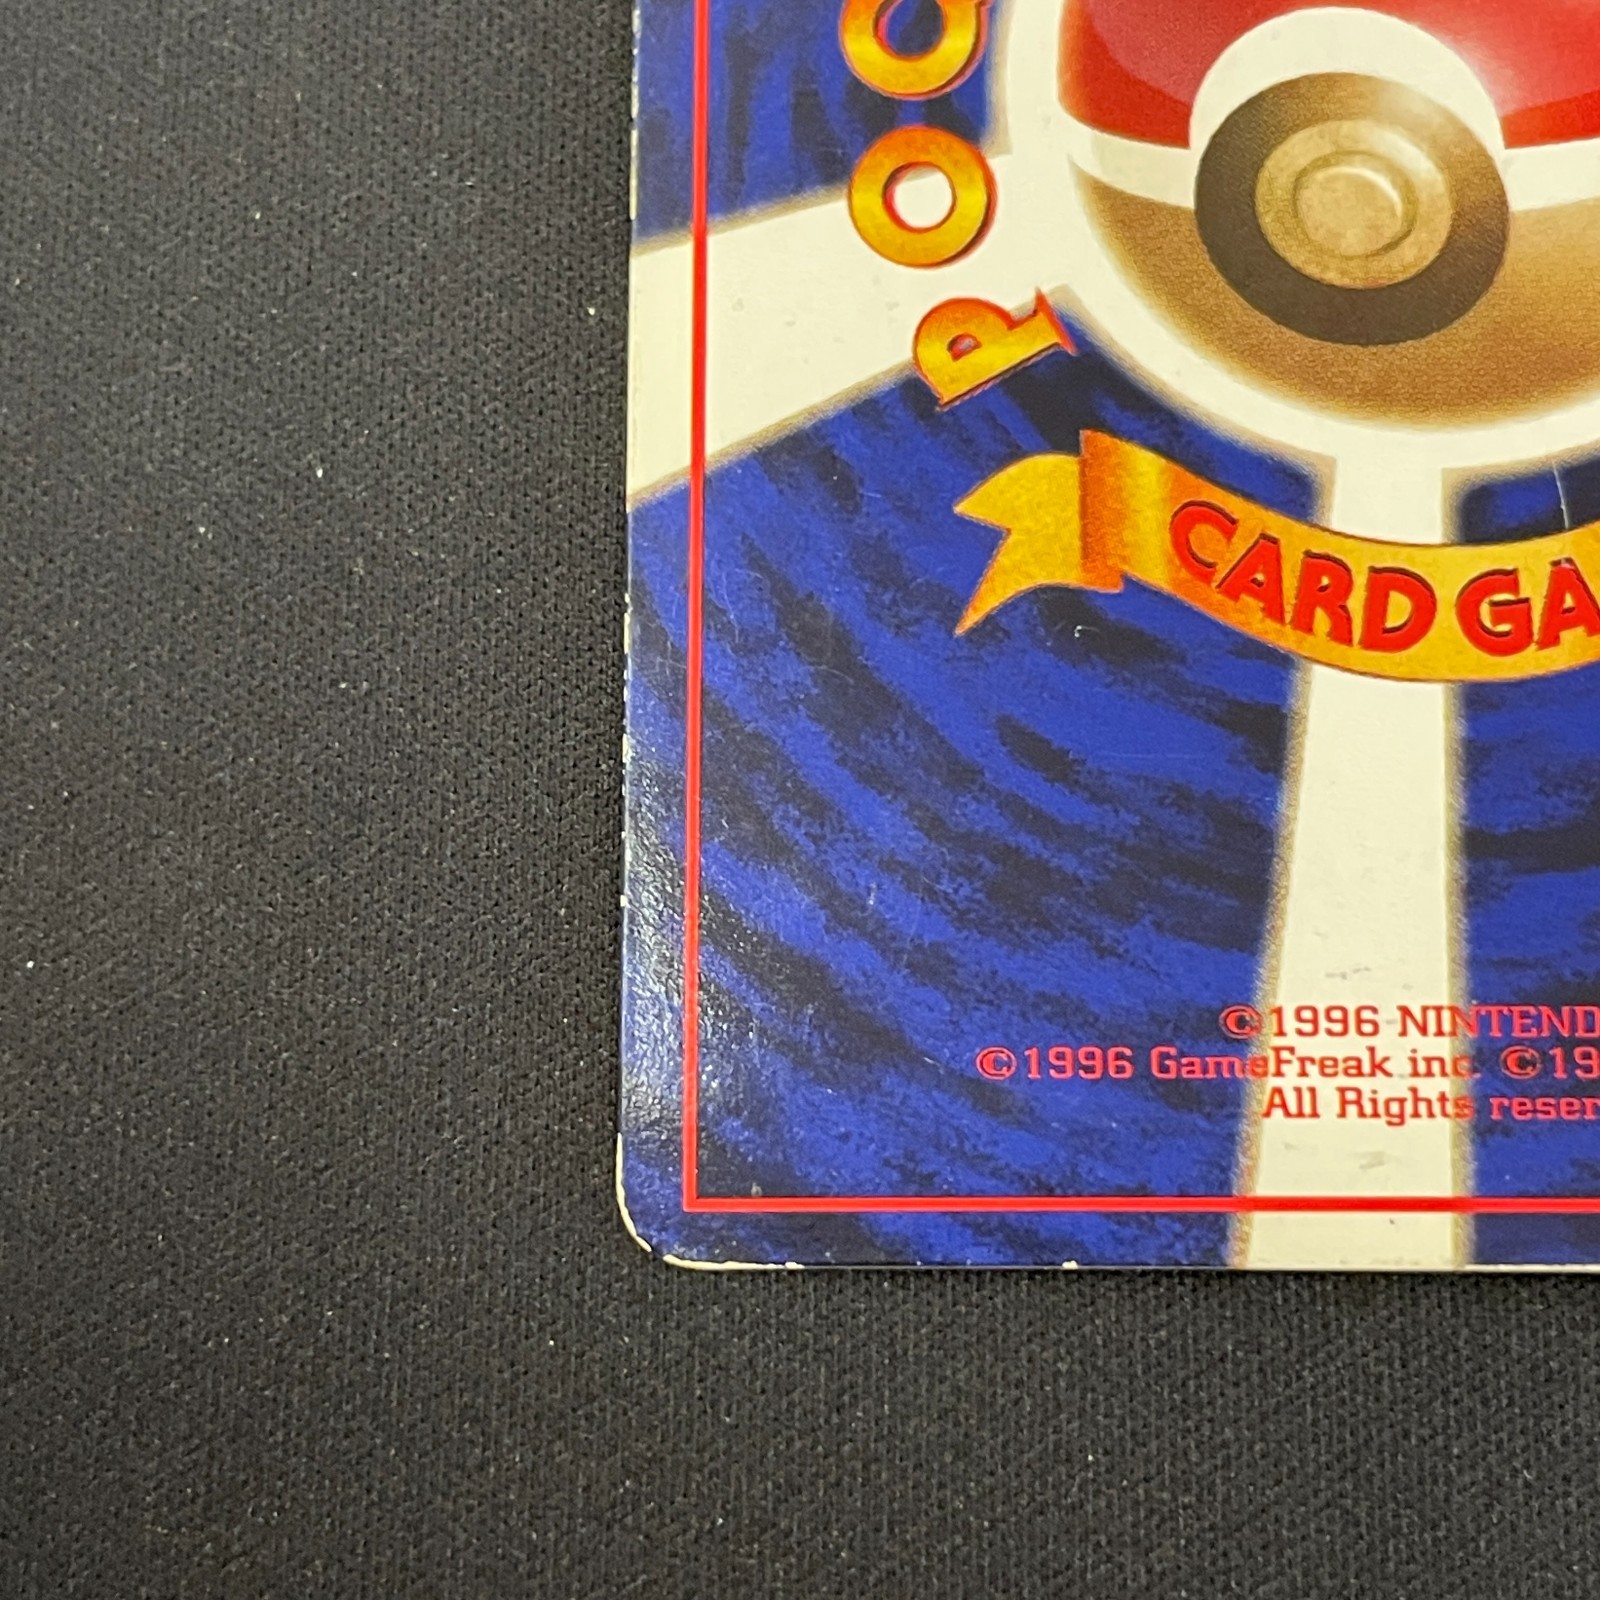 POC
CARD GA
©1996 NINTEND
©1996 GameFreak inc. ©19
All Rights reser